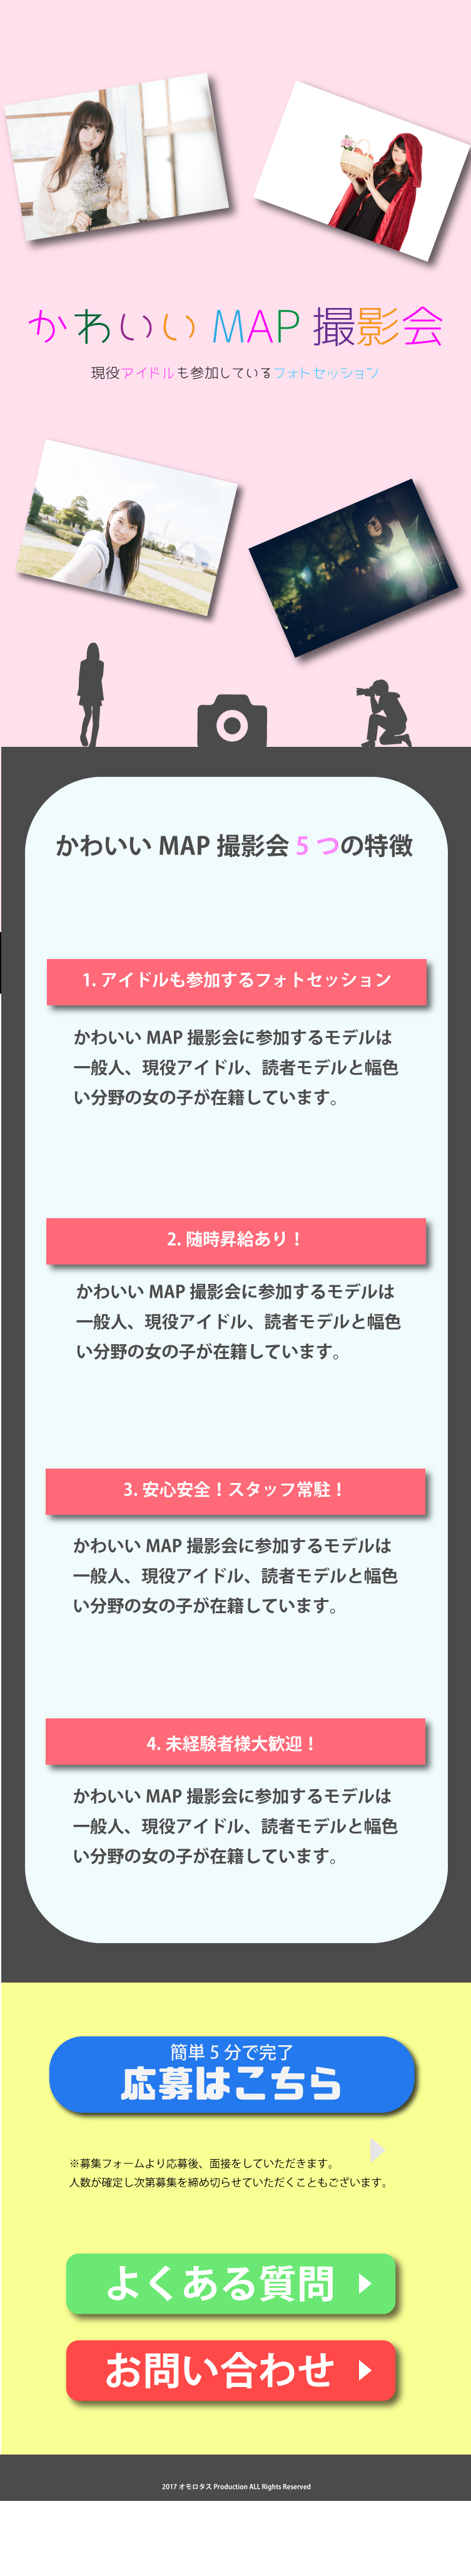 かわいい MAP 撮影会
現役アイドルも参加しているフォトセッション
かわいい MAP 撮影会 5 つの特徴
1. アイドルも参加するフォトセッション
かわいい MAP 撮影会に参加するモデルは
一般人、現役アイドル、読者モデルと幅色
い分野の女の子が在籍しています。
2. 随時昇給あり！
かわいい MAP 撮影会に参加するモデルは
一般人、現役アイドル、読者モデルと幅色
い分野の女の子が在籍しています。
3. 安心安全！スタッフ常駐！
かわいい MAP 撮影会に参加するモデルは
一般人、現役アイドル、読者モデルと幅色
い分野の女の子が在籍しています。
4. 未経験者様大歓迎！
かわいい MAP 撮影会に参加するモデルは
一般人、現役アイドル、読者モデルと幅色
い分野の女の子が在籍しています。
簡単 5 分で完了
応募はこちら
※募集フォームより応募後、面接をしていただきます。
人数が確定し次第募集を締め切らせていただくこともございます。
よくある質問
お問い合わせ
2017 オモロタス Production ALL Rights Reserved